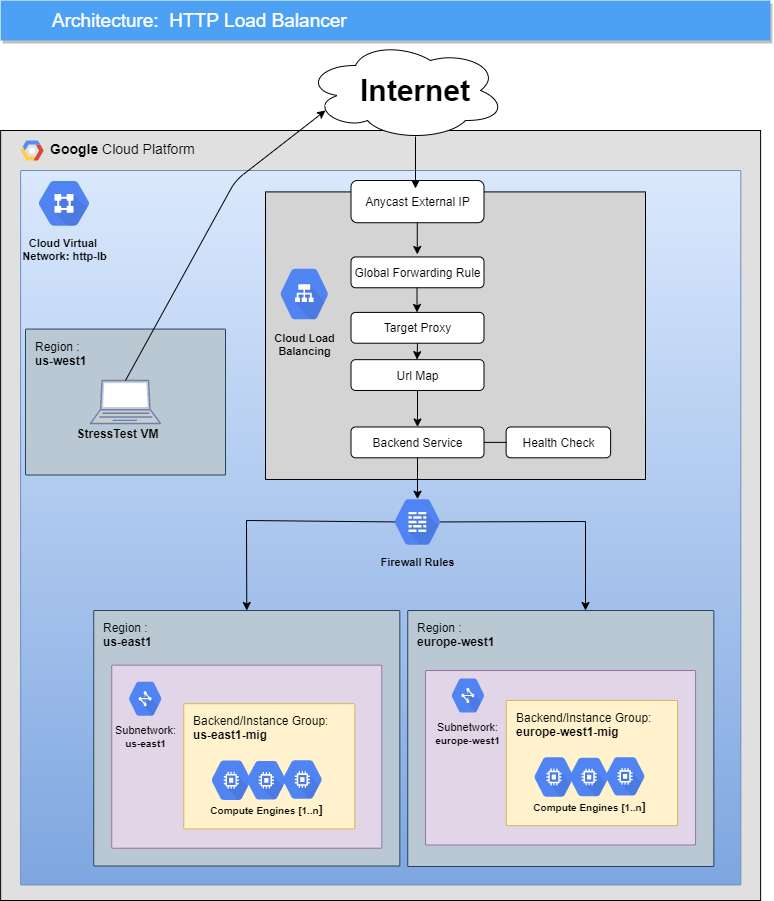 Architecture:  HTTP Load Balancer
Internet
Google Cloud Platform
Cloud Virtual
Network: http-lb
Anycast External IP
Global Forwarding Rule
Cloud Load
Balancing
Target Proxy
Url Map
Backend Service
Health Check
Region :
us-west1
StressTest VM
Firewall Rules
Region :
us-east1
Subnetwork:
us-east1
Backend/Instance Group:
us-east1-mig
Compute Engines [1..n]
Region :
europe-west1
Subnetwork:
europe-west1
Backend/Instance Group:
europe-west1-mig
Compute Engines [1..n]